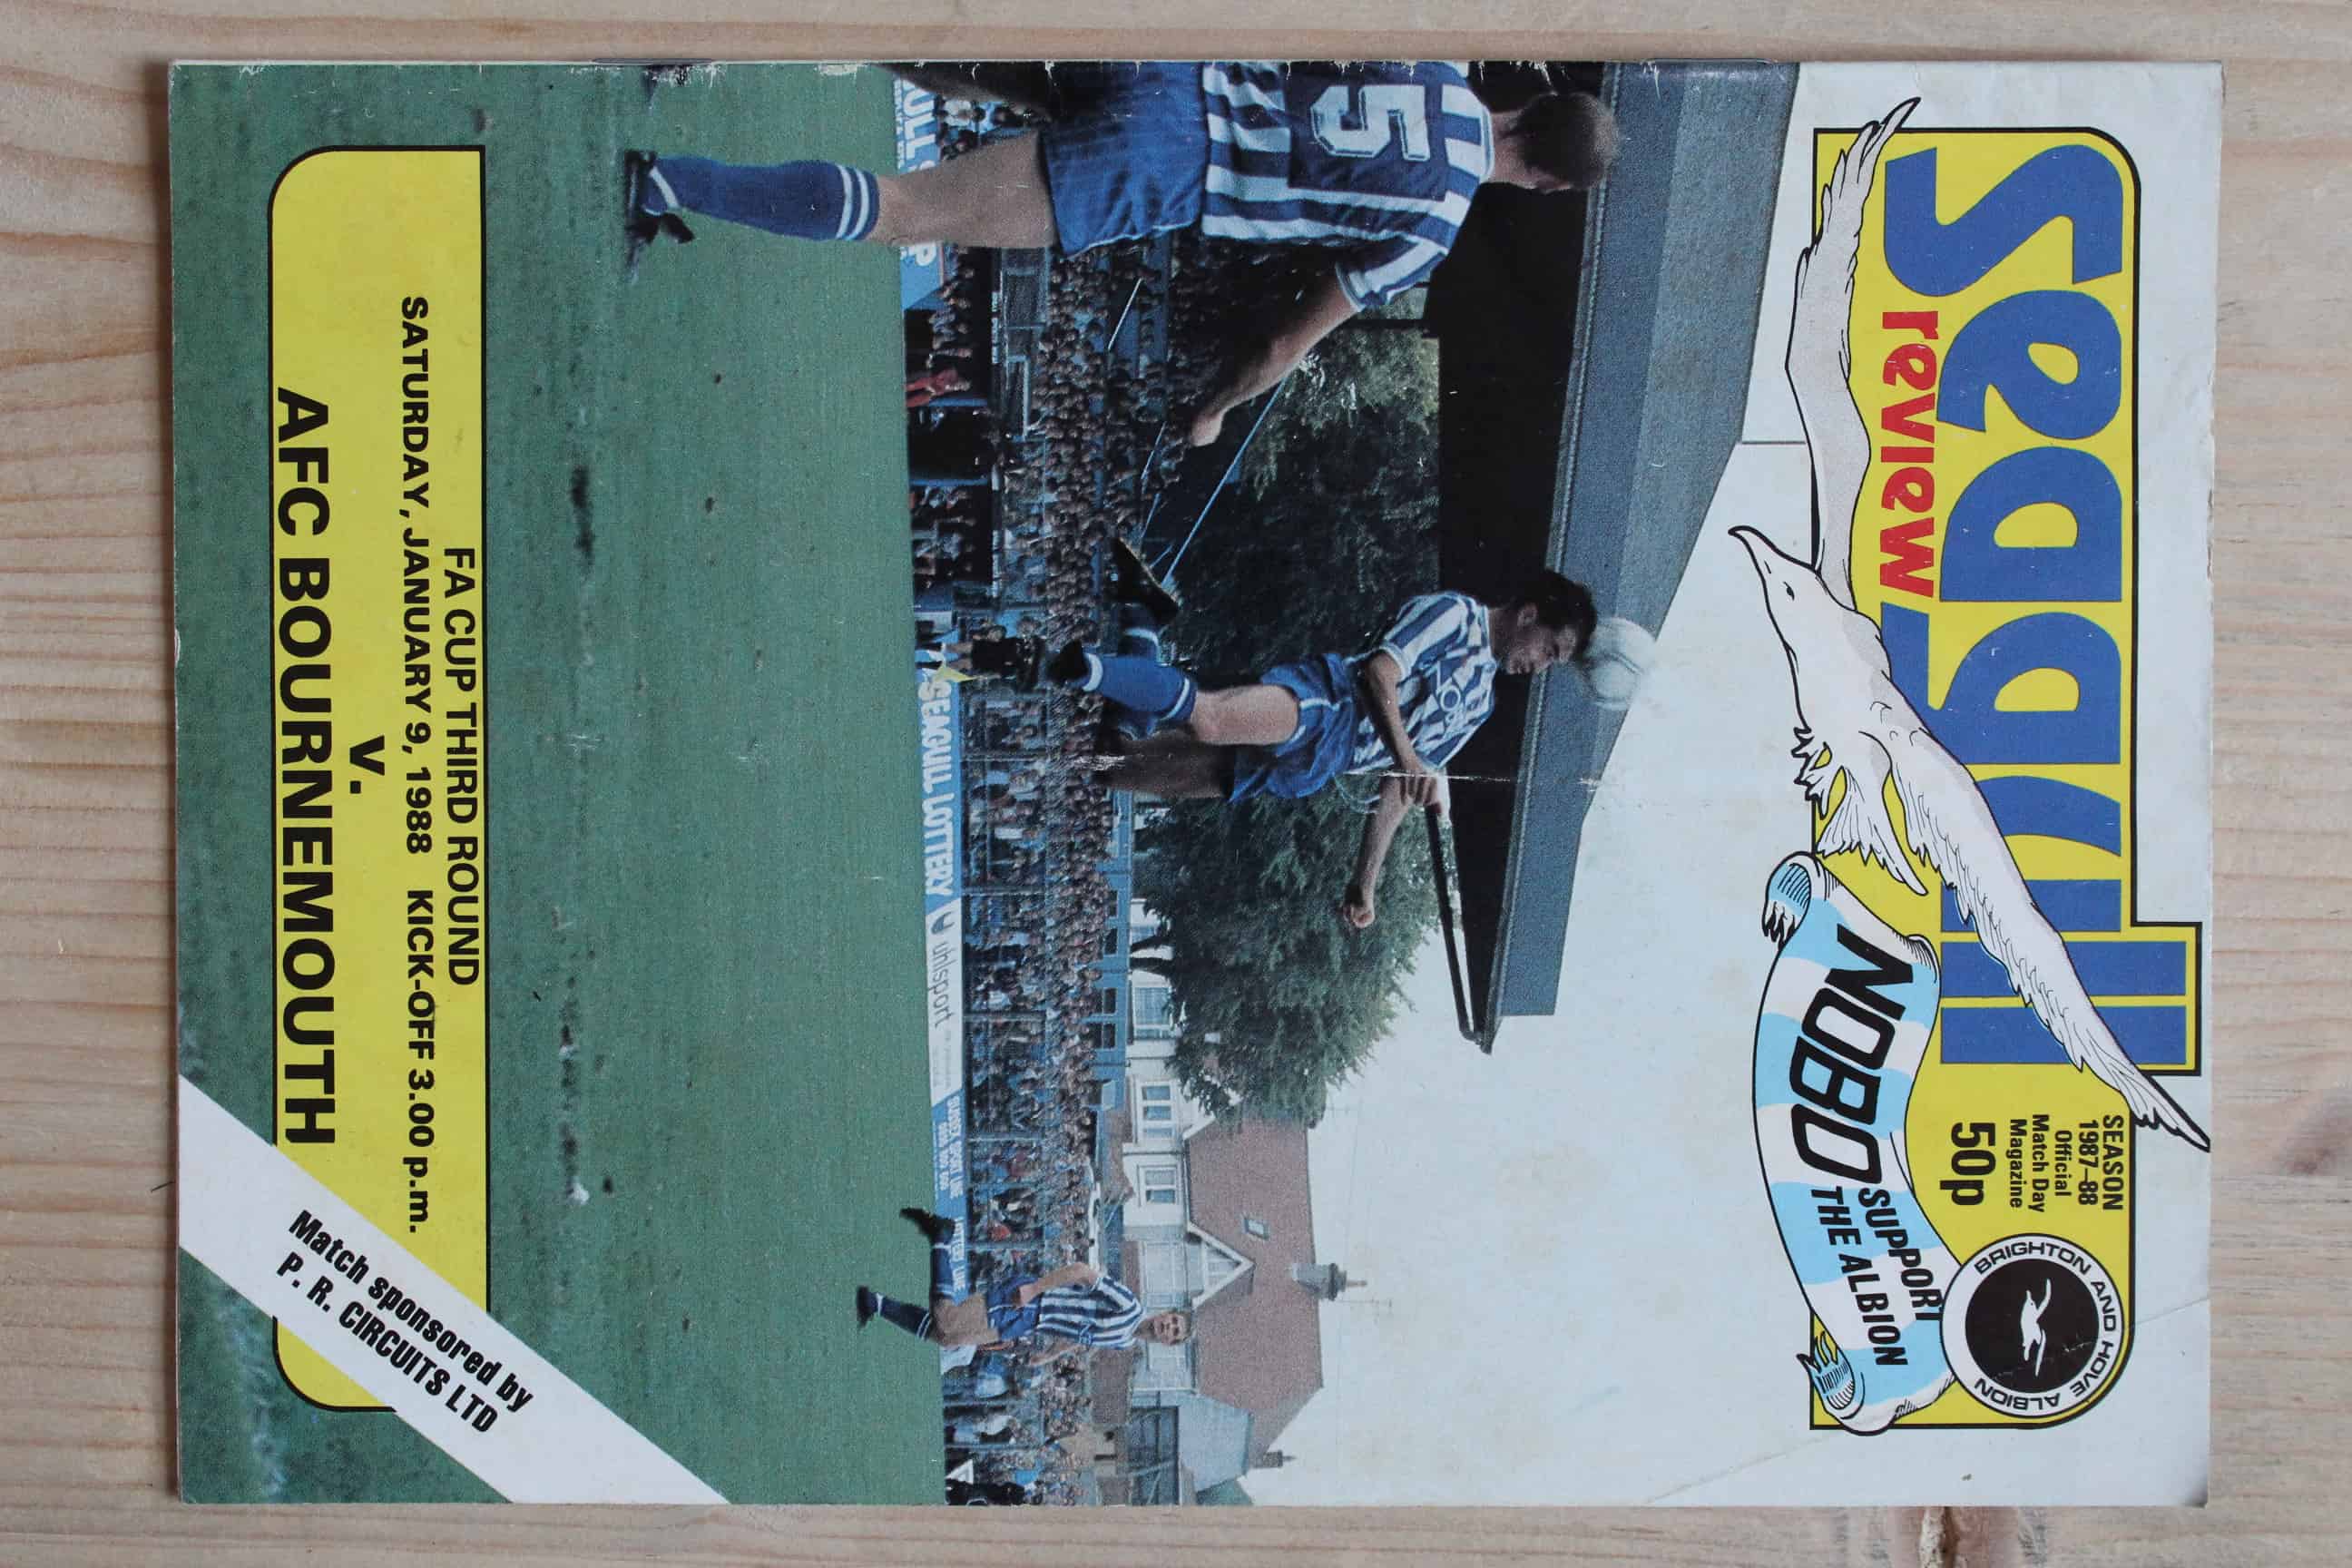 Seagull
review
SEASON
1987–88
Official
Match Day
Magazine
50p
BRIGHTON AND HOVE ALBION
NOBO SUPPORT
THE ALBION
5
SEAGULL LOTTERY uhlsport
FA CUP THIRD ROUND
SATURDAY, JANUARY 9, 1988 KICK-OFF 3.00 p.m.
v.
AFC BOURNEMOUTH
Match sponsored by
P. R. CIRCUITS LTD